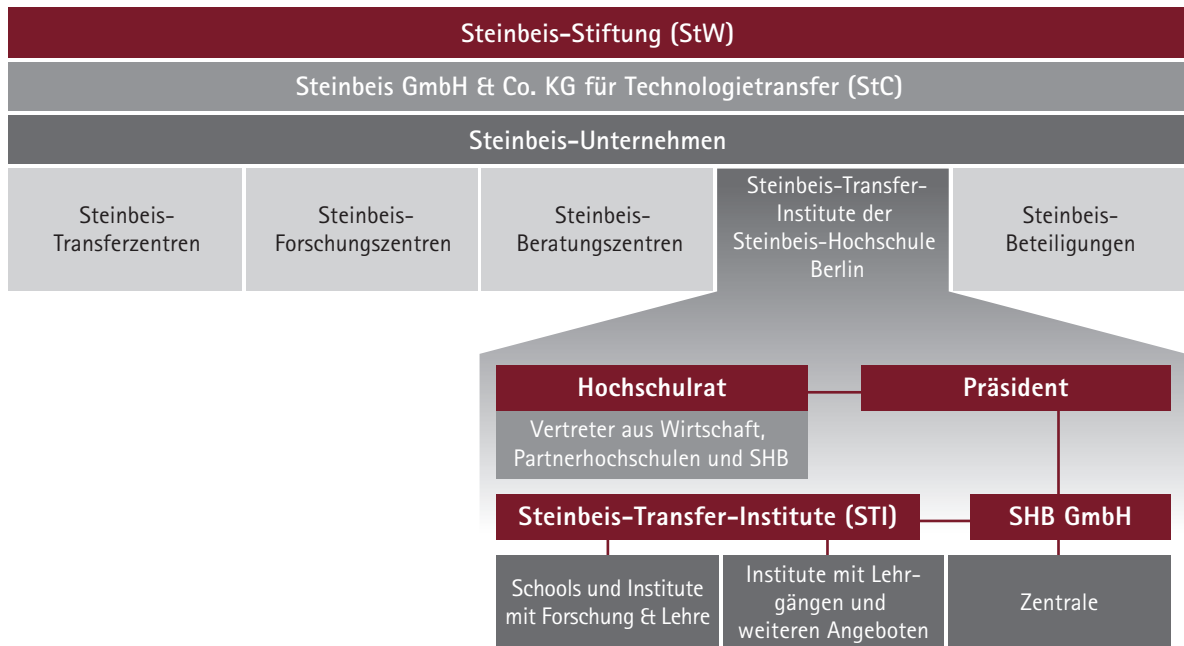 Steinbeis-Stiftung (StW)
Steinbeis GmbH & Co. KG für Technologietransfer (StC)
Steinbeis-Unternehmen
Steinbeis-
Transferzentren
Steinbeis-
Forschungszentren
Steinbeis-
Beratungszentren
Steinbeis-Transfer-
Institute der
Steinbeis-Hochschule
Berlin
Steinbeis-
Beteiligungen
Hochschulrat
Präsident
Vertreter aus Wirtschaft,
Partnerhochschulen und SHB
Steinbeis-Transfer-Institute (STI)
SHB GmbH
Schools und Institute
mit Forschung & Lehre
Institute mit Lehr-
gängen und
weiteren Angeboten
Zentrale